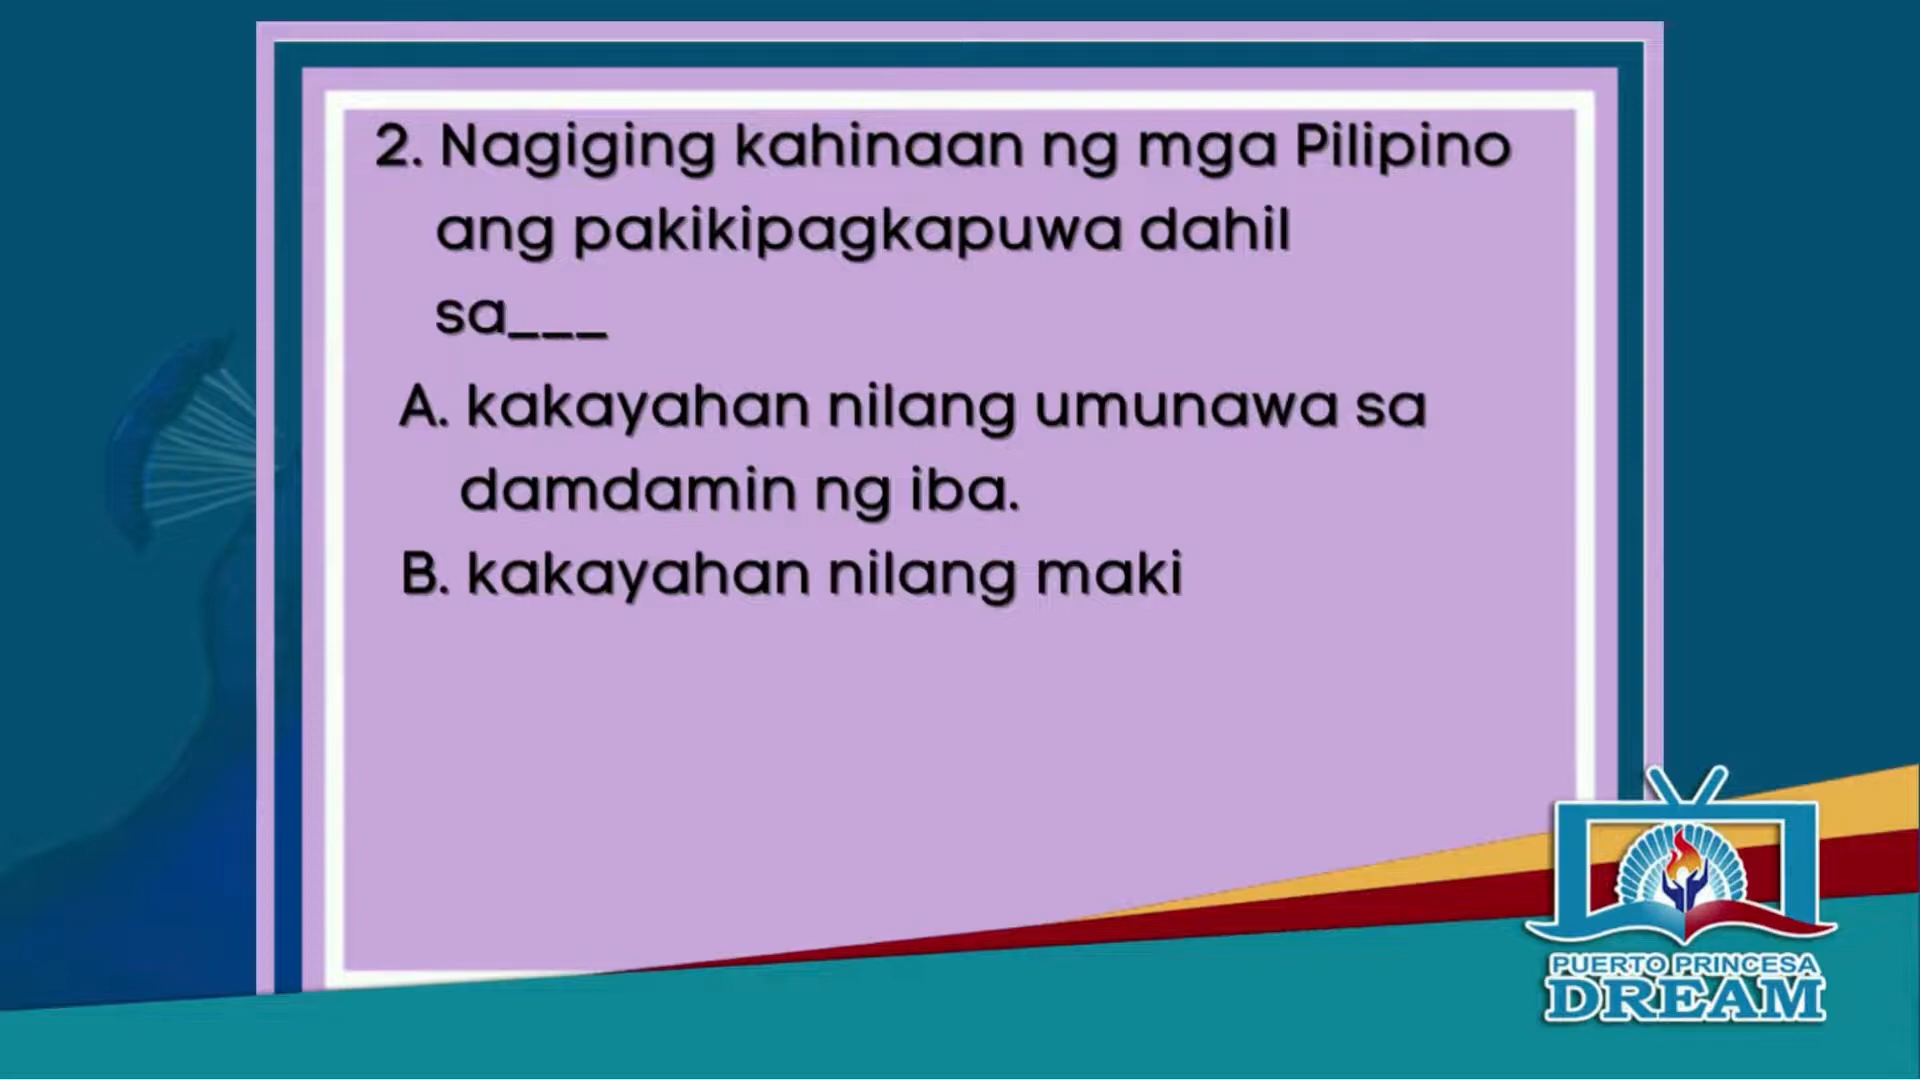 2. Nagiging kahinaan ng mga Pilipino
ang pakikipagkapuwa dahil
sa___
A. kakayahan nilang umunawa sa
damdamin ng iba.
B. kakayahan nilang maki
PUERTO PRINCESA
DREAM